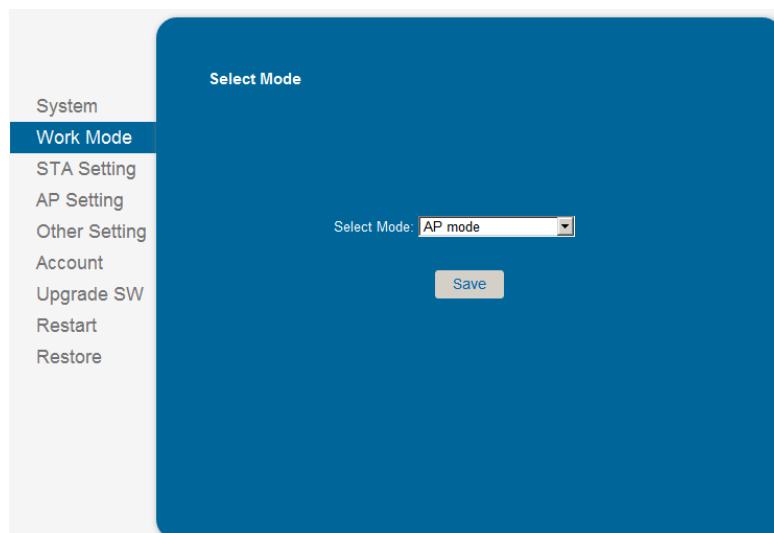 Select Mode
System
Work Mode
STA Setting
AP Setting
Other Setting
Account
Upgrade SW
Restart
Restore
Select Mode: AP mode
Save